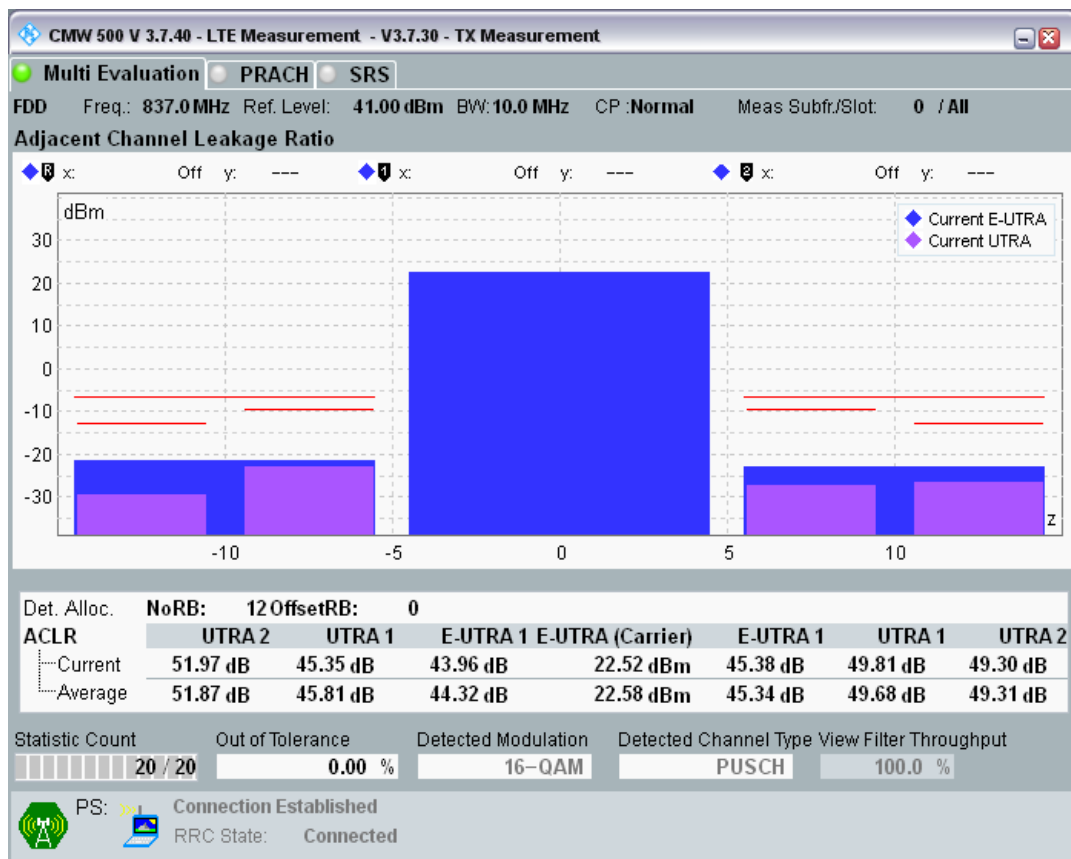 CMW 500 V 3.7.40 - LTE Measurement - V3.7.30 - TX Measurement
Multi Evaluation PRACH SRS
FDD Freq.: 837.0 MHz Ref. Level: 41.00 dBm BW: 10.0 MHz CP :Normal Meas Subfr./Slot: 0 / All
Adjacent Channel Leakage Ratio
R x: Off y: --- 1 x: Off y: --- 2 x: Off y: ---
dBm
Current E-UTRA
Current UTRA
30
20
10
0
-10
-20
-30
z
-10 -5 0 5 10
Det. Alloc. NoRB: 12 OffsetRB: 0
ACLR UTRA 2 UTRA 1 E-UTRA 1 E-UTRA (Carrier) E-UTRA 1 UTRA 1 UTRA 2
Current 51.97 dB 45.35 dB 43.96 dB 22.52 dBm 45.38 dB 49.81 dB 49.30 dB
Average 51.87 dB 45.81 dB 44.32 dB 22.58 dBm 45.34 dB 49.68 dB 49.31 dB
Statistic Count Out of Tolerance Detected Modulation Detected Channel Type View Filter Throughput
20 / 20 0.00 % 16-QAM PUSCH 100.0 %
PS: Connection Established
RRC State: Connected